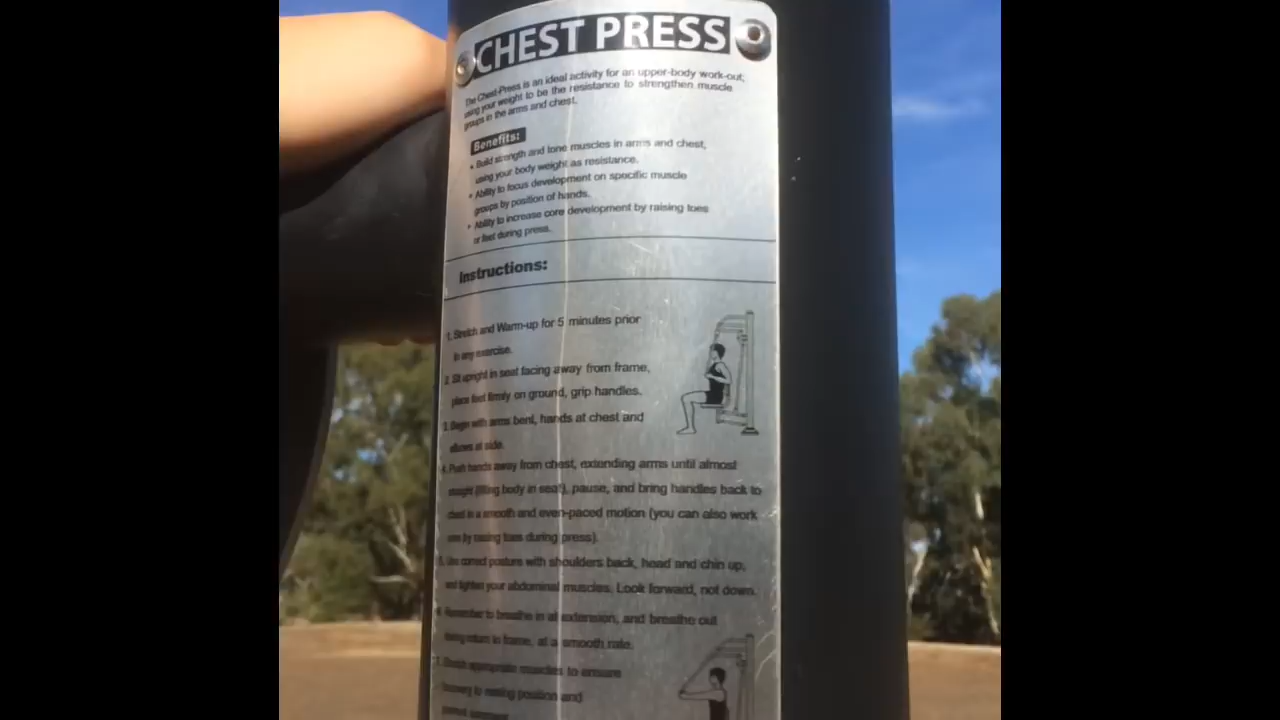 CHEST PRESS
The Chest-Press is an ideal activity for an upper-body work-out,
using your weight to be the resistance to strengthen muscle
groups in the arms and chest.
Benefits:
• Build strength and tone muscles in arms and chest,
using your body weight as resistance.
• Ability to focus development on specific muscle
groups by position of hands.
• Ability to increase core development by raising toes
or feet during press.
Instructions:
1. Stretch and Warm-up for 5 minutes prior
to any exercise.
2. Sit upright in seat facing away from frame,
place feet firmly on ground, grip handles.
3. Begin with arms bent, hands at chest and
elbows at side.
4. Push hands away from chest, extending arms until almost
straight (lifting body in seat), pause, and bring handles back to
chest in a smooth and even-paced motion (you can also work
core by raising toes during press).
5. Use correct posture with shoulders back, head and chin up,
and tighten your abdominal muscles. Look forward, not down.
6. Remember to breathe in at extension, and breathe out
during return to frame, at a smooth rate.
7. Stretch appropriate muscles to ensure
recovery to resting position and